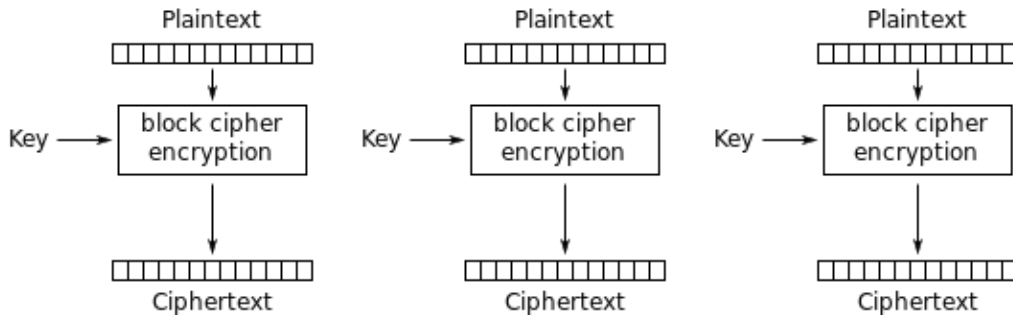 Plaintext Plaintext Plaintext
Key block cipher encryption Key block cipher encryption Key block cipher encryption
Ciphertext Ciphertext Ciphertext